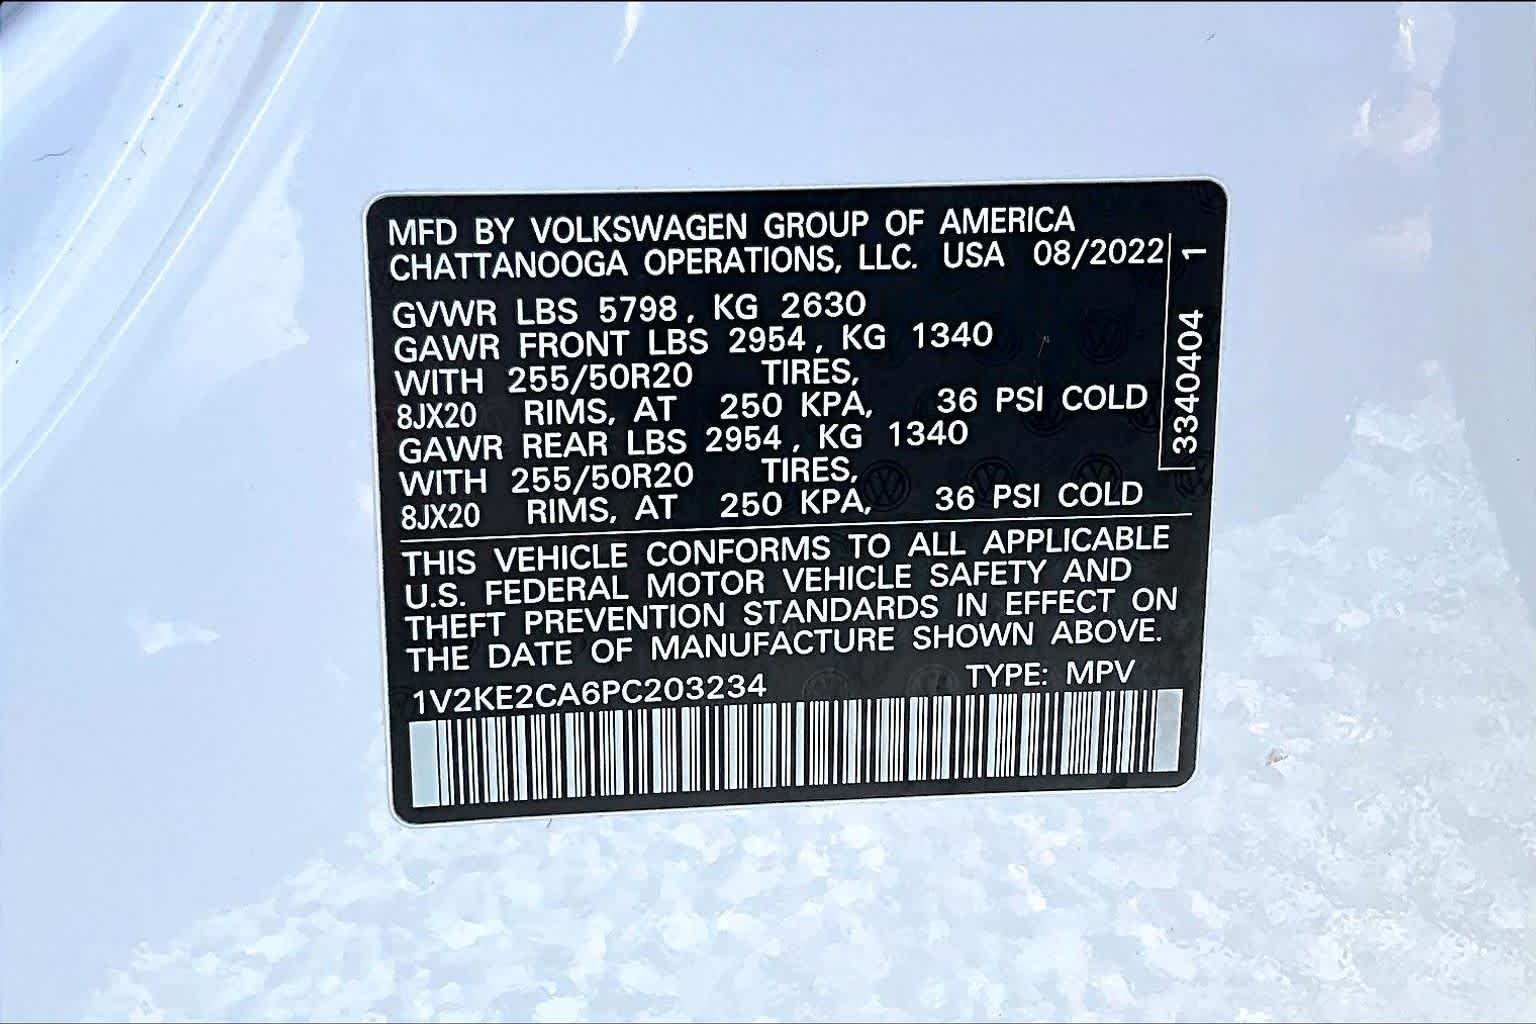 MFD BY VOLKSWAGEN GROUP OF AMERICA
CHATTANOOGA OPERATIONS, LLC. USA 08/2022
GVWR LBS 5798, KG 2630
GAWR FRONT LBS 2954, KG 1340
WITH 255/50R20 TIRES,
8JX20 RIMS, AT 250 KPA, 36 PSI COLD
GAWR REAR LBS 2954, KG 1340
WITH 255/50R20 TIRES,
8JX20 RIMS, AT 250 KPA, 36 PSI COLD
3340404 1
THIS VEHICLE CONFORMS TO ALL APPLICABLE
U.S. FEDERAL MOTOR VEHICLE SAFETY AND
THEFT PREVENTION STANDARDS IN EFFECT ON
THE DATE OF MANUFACTURE SHOWN ABOVE.
1V2KE2CA6PC203234 TYPE: MPV